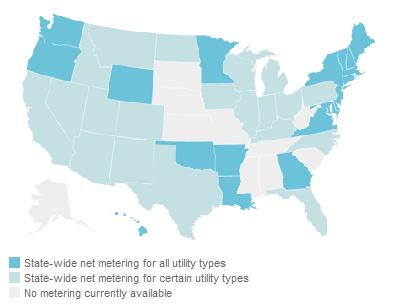 State-wide net metering for all utility types
State-wide net metering for certain utility types
No metering currently available